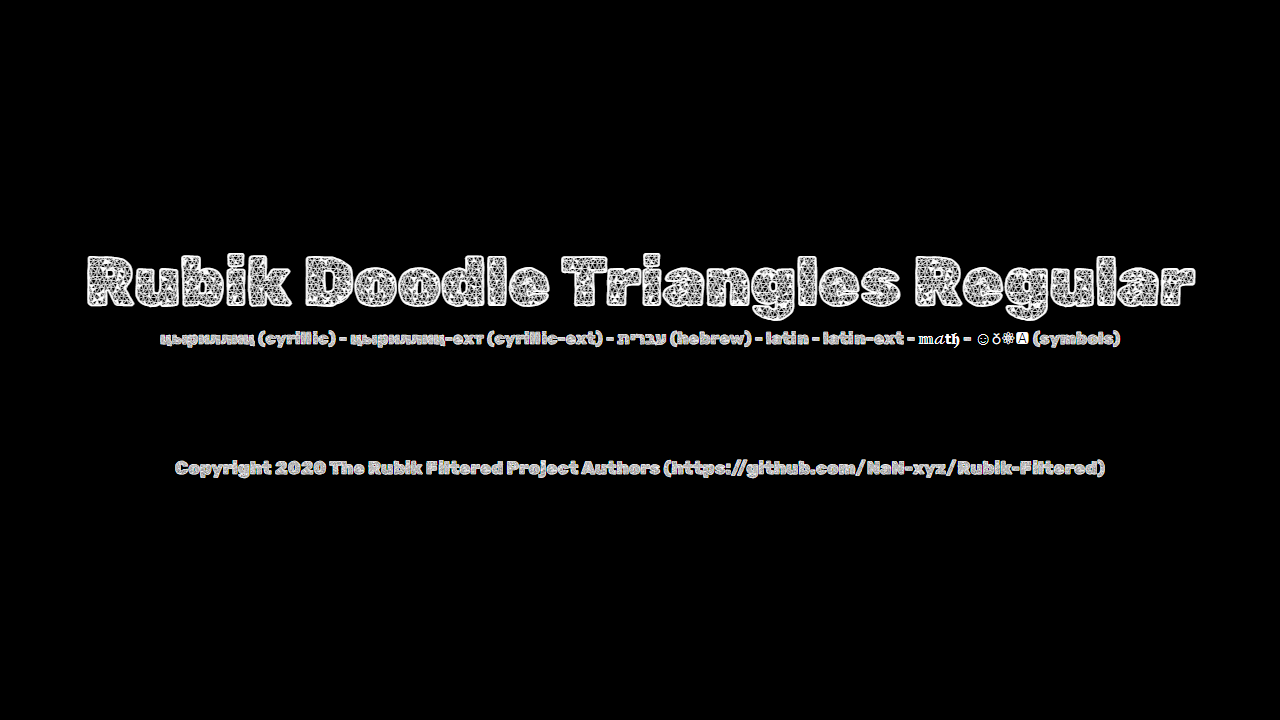 Rubik Doodle Triangles Regular
цыриллиц (cyrillic) - цыриллиц-ехт (cyrillic-ext) - עברית (hebrew) - latin - latin-ext - 𝕞𝑎𝐭𝔥 - ☺ǒ⚛🅰 (symbols)
Copyright 2020 The Rubik Filtered Project Authors (https://github.com/NaN-xyz/Rubik-Filtered)